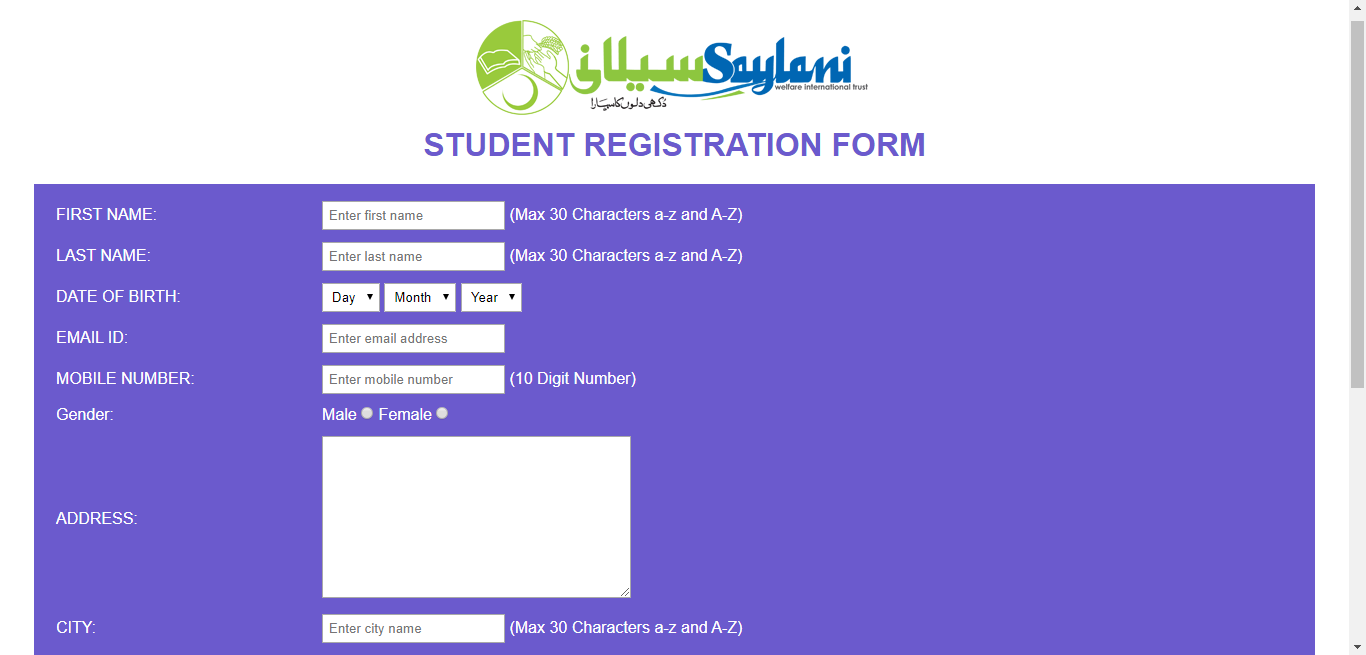 سیلانی Saylani
welfare international trust
دُکھی دلوں کا سہارا
STUDENT REGISTRATION FORM
FIRST NAME: Enter first name (Max 30 Characters a-z and A-Z)
LAST NAME: Enter last name (Max 30 Characters a-z and A-Z)
DATE OF BIRTH: Day Month Year
EMAIL ID: Enter email address
MOBILE NUMBER: Enter mobile number (10 Digit Number)
Gender: Male Female
ADDRESS:
CITY: Enter city name (Max 30 Characters a-z and A-Z)